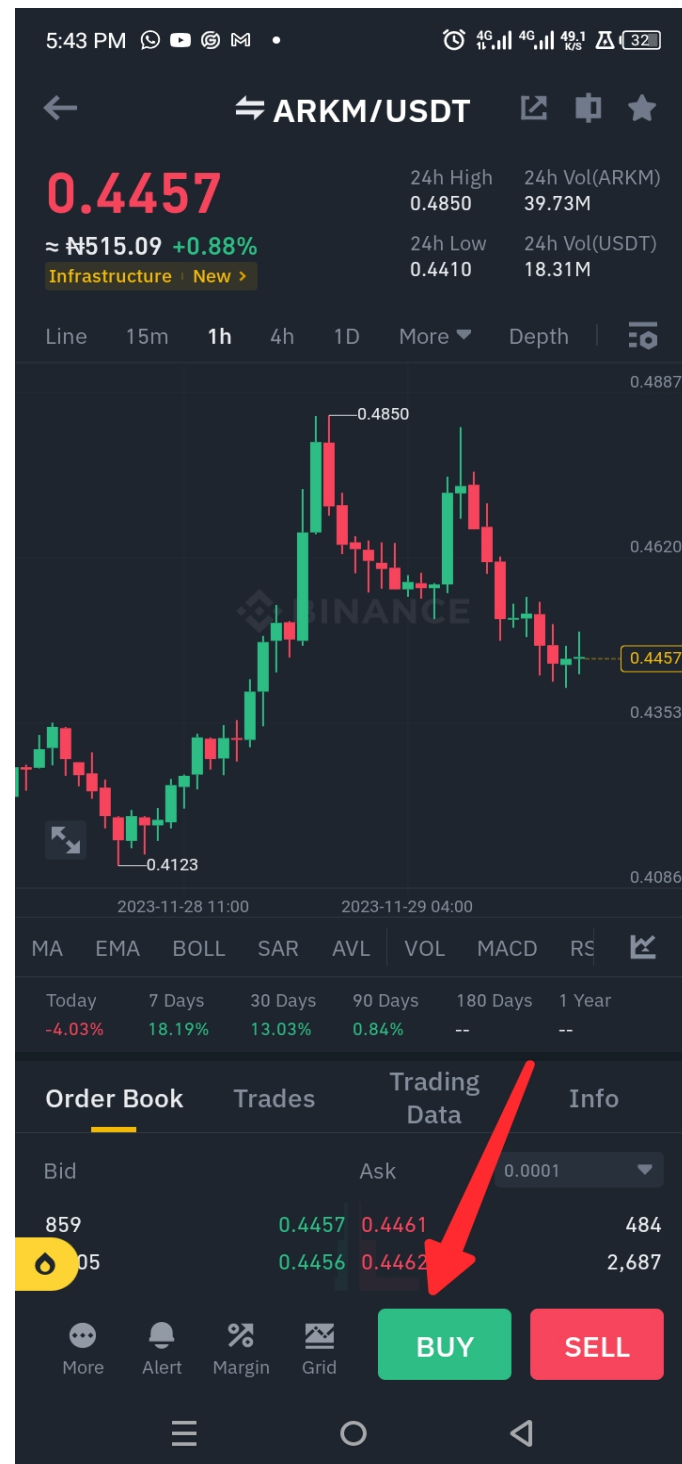 5:43 PM
4G 4G 49.1 K/S 32
ARKM/USDT
0.4457
≈ ₦515.09 +0.88%
Infrastructure New >
24h High
0.4850
24h Vol(ARKM)
39.73M
24h Low
0.4410
24h Vol(USDT)
18.31M
Line 15m 1h 4h 1D More Depth
0.4887
0.4850
0.4620
BINANCE
0.4457
0.4353
0.4123
0.4086
2023-11-28 11:00 2023-11-29 04:00
MA EMA BOLL SAR AVL VOL MACD RS
Today 7 Days 30 Days 90 Days 180 Days 1 Year
-4.03% 18.19% 13.03% 0.84% -- --
Order Book Trades Trading Data Info
Bid Ask 0.0001
859 0.4457 0.4461 484
05 0.4456 0.4462 2,687
More Alert Margin Grid BUY SELL